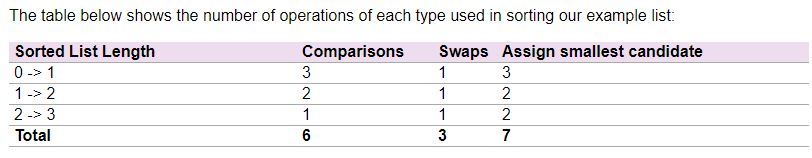 The table below shows the number of operations of each type used in sorting our example list:
Sorted List Length Comparisons Swaps Assign smallest candidate
0 -> 1 3 1 3
1 -> 2 2 1 2
2 -> 3 1 1 2
Total 6 3 7